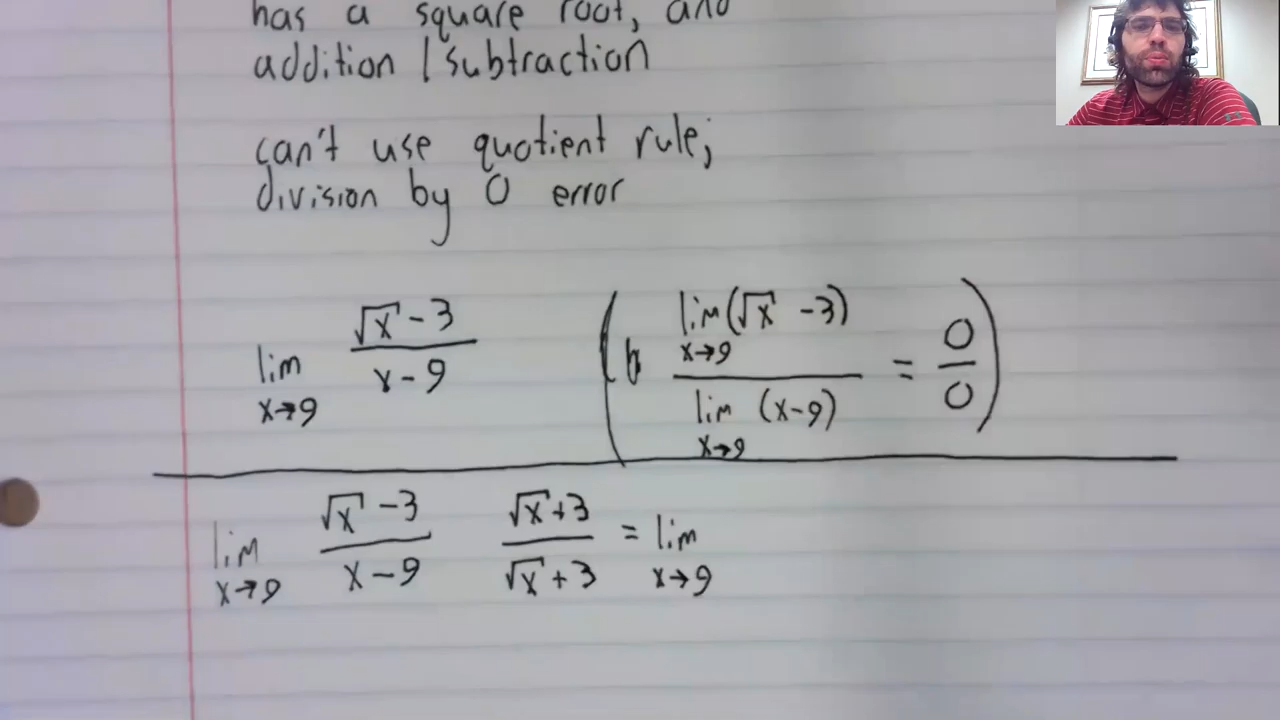 has a square root, and
addition / subtraction
can't use quotient rule;
division by 0 error
lim x→9 (√x - 3)/(x - 9) ( lim x→9 (√x - 3) / lim x→9 (x-9) = 0/0 )
lim x→9 (√x - 3)/(x - 9) (√x + 3)/(√x + 3) = lim x→9